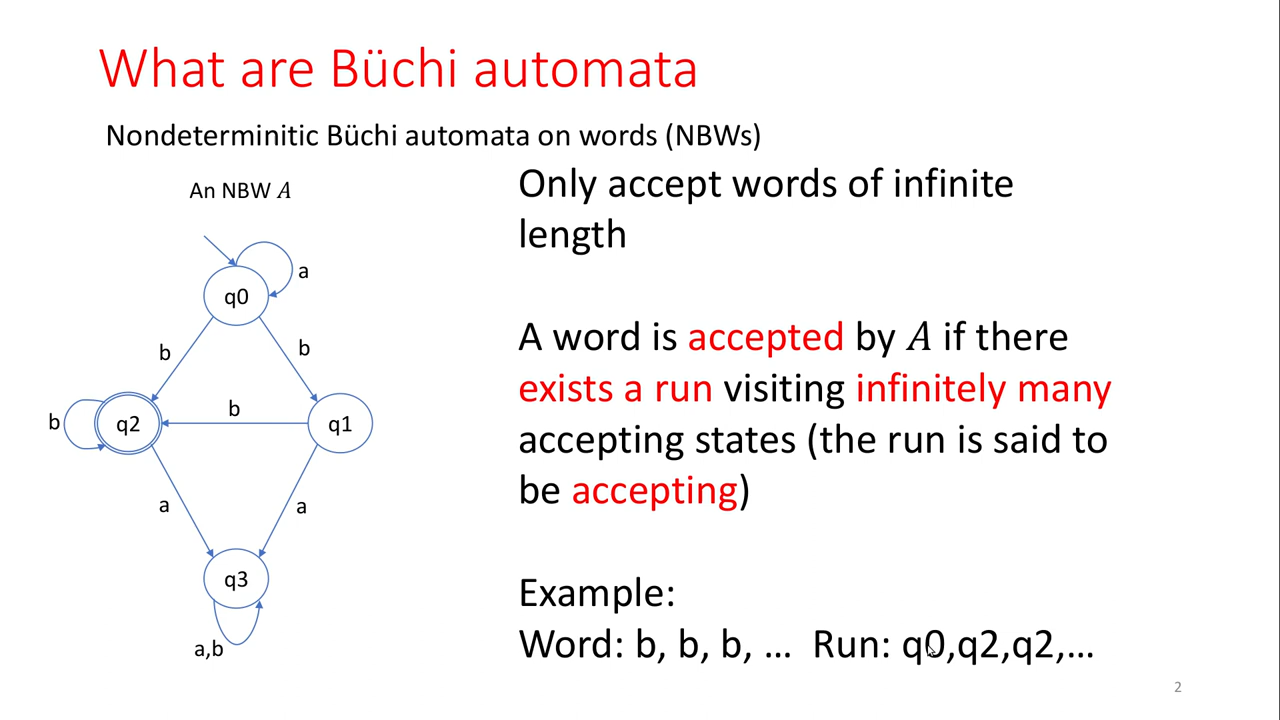 What are Büchi automata
Nondeterminitic Büchi automata on words (NBWs)
An NBW A
a
q0
b
b
b
b
q2
q1
a
a
q3
a,b
Only accept words of infinite
length
A word is accepted by A if there
exists a run visiting infinitely many
accepting states (the run is said to
be accepting)
Example:
Word: b, b, b, … Run: q0,q2,q2,…
2